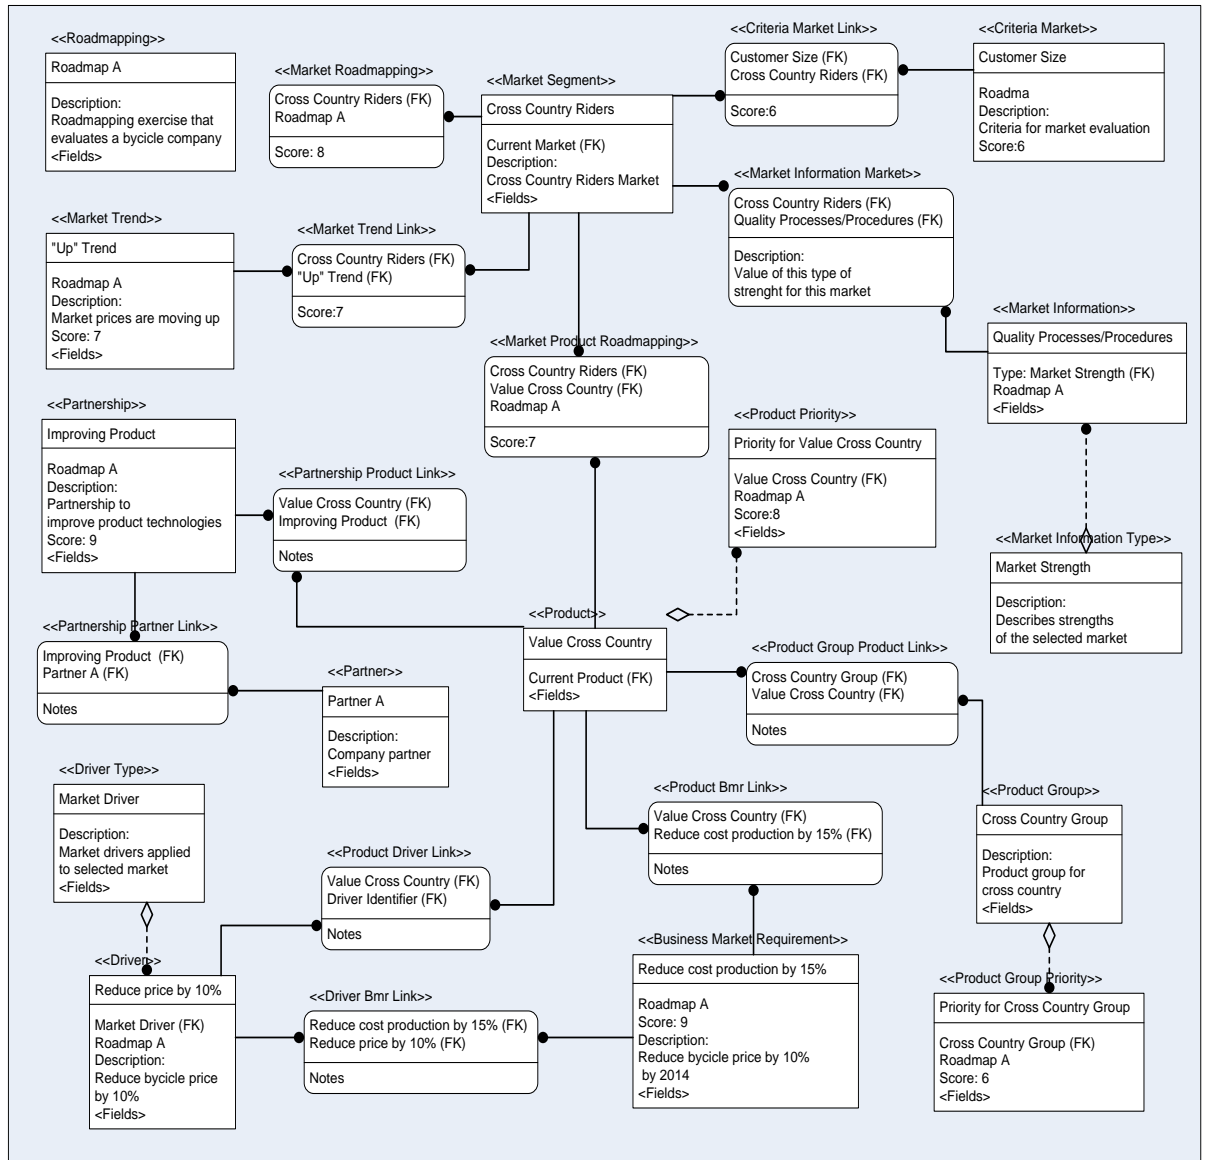 <<Roadmapping>>
Roadmap A
Description:
Roadmapping exercise that
evaluates a bycicle company
<Fields>
<<Market Roadmapping>>
Cross Country Riders (FK)
Roadmap A
Score: 8
<<Market Segment>>
Cross Country Riders
Current Market (FK)
Description:
Cross Country Riders Market
<Fields>
<<Criteria Market Link>>
Customer Size (FK)
Cross Country Riders (FK)
Score:6
<<Criteria Market>>
Customer Size
Roadma
Description:
Criteria for market evaluation
Score:6
<<Market Information Market>>
Cross Country Riders (FK)
Quality Processes/Procedures (FK)
Description:
Value of this type of
strenght for this market
<<Market Trend>>
"Up" Trend
Roadmap A
Description:
Market prices are moving up
Score: 7
<Fields>
<<Market Trend Link>>
Cross Country Riders (FK)
"Up" Trend (FK)
Score:7
<<Market Information>>
Quality Processes/Procedures
Type: Market Strength (FK)
Roadmap A
<Fields>
<<Market Product Roadmapping>>
Cross Country Riders (FK)
Value Cross Country (FK)
Roadmap A
Score:7
<<Partnership>>
Improving Product
Roadmap A
Description:
Partnership to
improve product technologies
Score: 9
<Fields>
<<Partnership Product Link>>
Value Cross Country (FK)
Improving Product (FK)
Notes
<<Product Priority>>
Priority for Value Cross Country
Value Cross Country (FK)
Roadmap A
Score:8
<Fields>
<<Market Information Type>>
Market Strength
Description:
Describes strengths
of the selected market
<<Partnership Partner Link>>
Improving Product (FK)
Partner A (FK)
Notes
<<Partner>>
Partner A
Description:
Company partner
<Fields>
<<Product>>
Value Cross Country
Current Product (FK)
<Fields>
<<Product Group Product Link>>
Cross Country Group (FK)
Value Cross Country (FK)
Notes
<<Driver Type>>
Market Driver
Description:
Market drivers applied
to selected market
<Fields>
<<Product Driver Link>>
Value Cross Country (FK)
Driver Identifier (FK)
Notes
<<Product Bmr Link>>
Value Cross Country (FK)
Reduce cost production by 15% (FK)
Notes
<<Product Group>>
Cross Country Group
Description:
Product group for
cross country
<Fields>
<<Driver>>
Reduce price by 10%
Market Driver (FK)
Roadmap A
Description:
Reduce bycicle price
by 10%
<Fields>
<<Driver Bmr Link>>
Reduce cost production by 15% (FK)
Reduce price by 10% (FK)
Notes
<<Business Market Requirement>>
Reduce cost production by 15%
Roadmap A
Score: 9
Description:
Reduce bycicle price by 10%
by 2014
<Fields>
<<Product Group Priority>>
Priority for Cross Country Group
Cross Country Group (FK)
Roadmap A
Score: 6
<Fields>